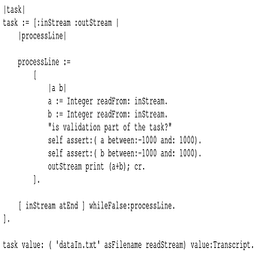 |task|
task := [:inStream :outStream |
|processLine|
processLine :=
[
|a b|
a := Integer readFrom: inStream.
b := Integer readFrom: inStream.
"is validation part of the task?"
self assert:( a between:-1000 and: 1000).
self assert:( b between:-1000 and: 1000).
outStream print (a+b); cr.
].
[ inStream atEnd ] whileFalse:processLine.
].
task value: ( 'dataIn.txt' asFilename readStream) value:Transcript.